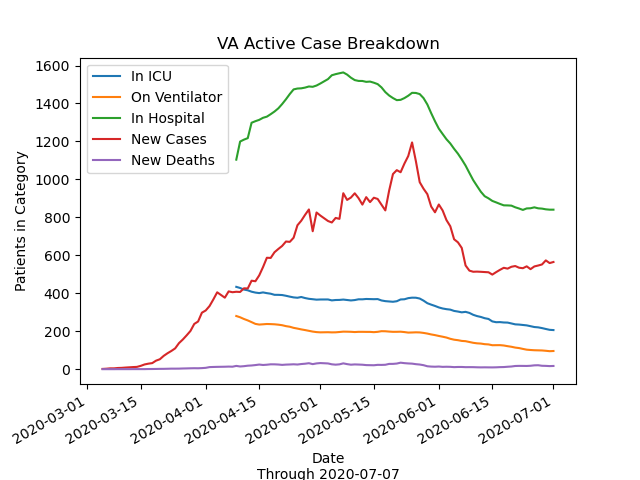 VA Active Case Breakdown
In ICU
On Ventilator
In Hospital
New Cases
New Deaths
Patients in Category
1600
1400
1200
1000
800
600
400
200
0
2020-03-01
2020-03-15
2020-04-01
2020-04-15
2020-05-01
2020-05-15
2020-06-01
2020-06-15
2020-07-01
Date
Through 2020-07-07